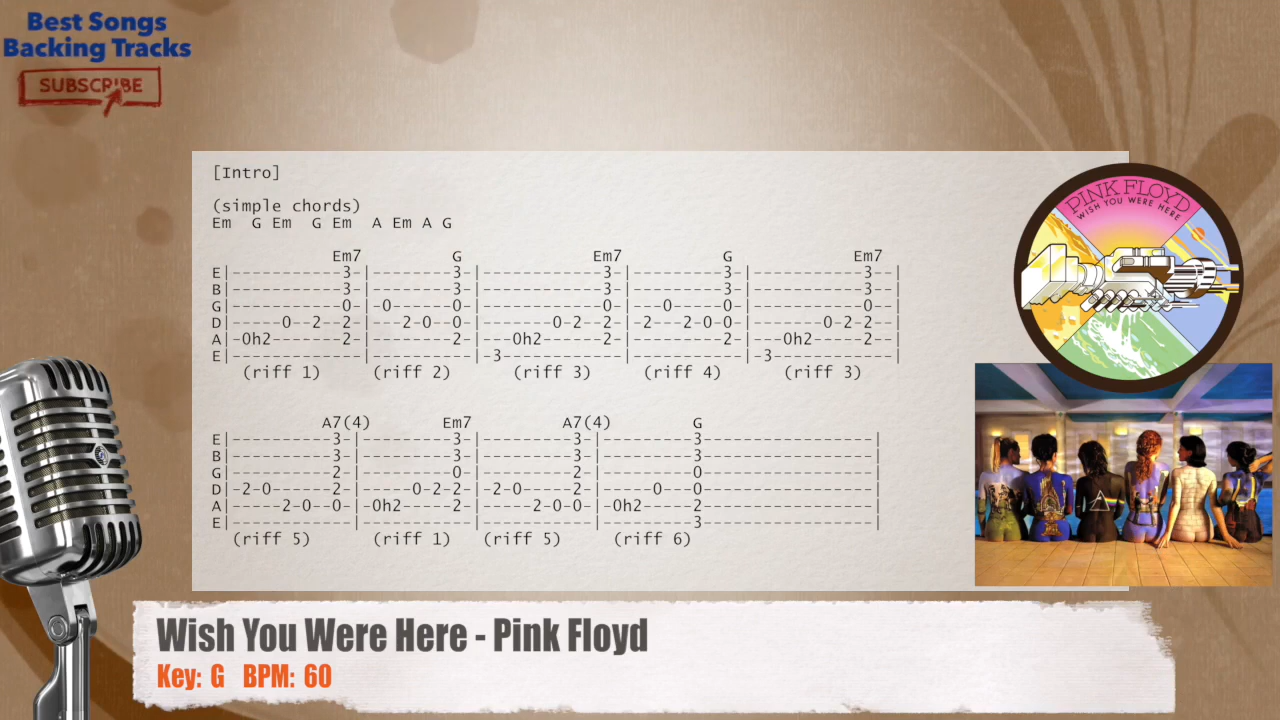 Best Songs
Backing Tracks
SUBSCRIBE
[Intro]
(simple chords)
Em  G Em  G Em  A Em A G
            Em7         G             Em7          G            Em7
E|-----------3-|--------3-|------------3-|---------3-|-----------3--|
B|-----------3-|--------3-|------------3-|---------3-|-----------3--|
G|-----------0-|-0------0-|------------0-|---0-----0-|-----------0--|
D|-----0--2--2-|---2-0--0-|-------0-2--2-|-2---2-0-0-|-------0-2-2--|
A|-0h2-------2-|--------2-|---0h2------2-|---------2-|---0h2-----2--|
E|-------------|----------|-3------------|-----------|-3------------|
(riff 1) (riff 2) (riff 3) (riff 4) (riff 3)
           A7(4)       Em7         A7(4)        G
E|----------3-|---------3-|---------3-|---------3-----------------|
B|----------3-|---------3-|---------3-|---------3-----------------|
G|----------2-|---------0-|---------2-|---------0-----------------|
D|-2-0------2-|-----0-2-2-|-2-0-----2-|-----0---0-----------------|
A|-----2-0--0-|0h2------2-|-----2-0-0-|-0h2-----2-----------------|
E|------------|-----------|-----------|---------3-----------------|
(riff 5) (riff 1) (riff 5) (riff 6)
PINK FLOYD
WISH YOU WERE HERE
Wish You Were Here - Pink Floyd
Key: G BPM: 60